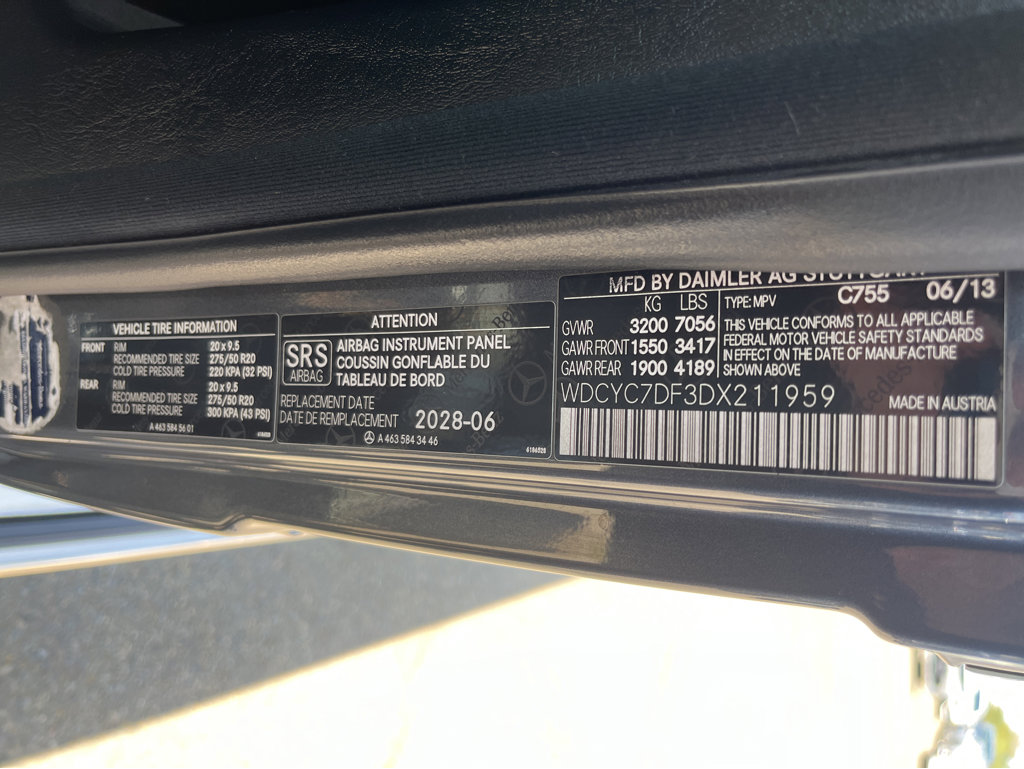 VEHICLE TIRE INFORMATION
FRONT RIM 20 x 9.5
RECOMMENDED TIRE SIZE 275/50 R20
COLD TIRE PRESSURE 220 KPA (32 PSI)
REAR RIM 20 x 9.5
RECOMMENDED TIRE SIZE 275/50 R20
COLD TIRE PRESSURE 300 KPA (43 PSI)
A 463 584 56 01
ATTENTION
SRS
AIRBAG
AIRBAG INSTRUMENT PANEL
COUSSIN GONFLABLE DU
TABLEAU DE BORD
REPLACEMENT DATE
DATE DE REMPLACEMENT 2028-06
A 463 584 34 46
6186528
MFD BY DAIMLER AG STUTTGART
KG LBS
GVWR 3200 7056
GAWR FRONT 1550 3417
GAWR REAR 1900 4189
TYPE: MPV C755 06/13
THIS VEHICLE CONFORMS TO ALL APPLICABLE
FEDERAL MOTOR VEHICLE SAFETY STANDARDS
IN EFFECT ON THE DATE OF MANUFACTURE
SHOWN ABOVE
WDCYC7DF3DX211959
MADE IN AUSTRIA